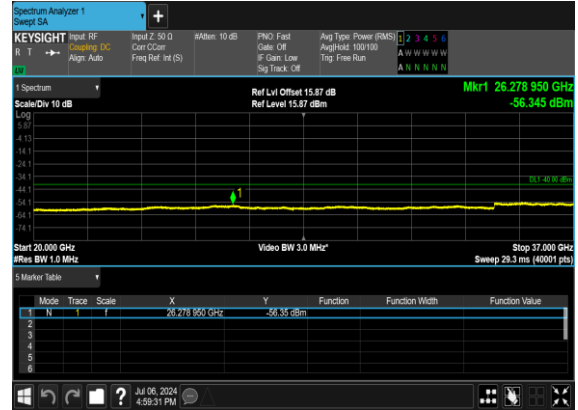 Spectrum Analyzer 1
Swept SA
+
KEYSIGHT Input: RF Input Z: 50 Ω #Atten: 10 dB PNO: Fast Avg Type: Power (RMS) 1 2 3 4 5 6
R T Coupling: DC Corr CCorr Gate: Off Avg|Hold: 100/100 A W W W W W
Align: Auto Freq Ref: Int (S) IF Gain: Low Trig: Free Run
Sig Track: Off A N N N N N
1 Spectrum
Ref Lvl Offset 15.87 dB Mkr1 26.278 950 GHz
Scale/Div 10 dB Ref Level 15.87 dBm -56.345 dBm
Log
5.87
-4.13
-14.1
-24.1
-34.1
DL1 -40.00 dBm
-44.1
1
-54.1
-64.1
-74.1
Start 20.000 GHz Video BW 3.0 MHz* Stop 37.000 GHz
#Res BW 1.0 MHz Sweep 29.3 ms (40001 pts)
5 Marker Table
Mode Trace Scale X Y Function Function Width Function Value
1 N 1 f 26.278 950 GHz -56.35 dBm
2
3
4
5
6
? Jul 06, 2024
4:59:31 PM